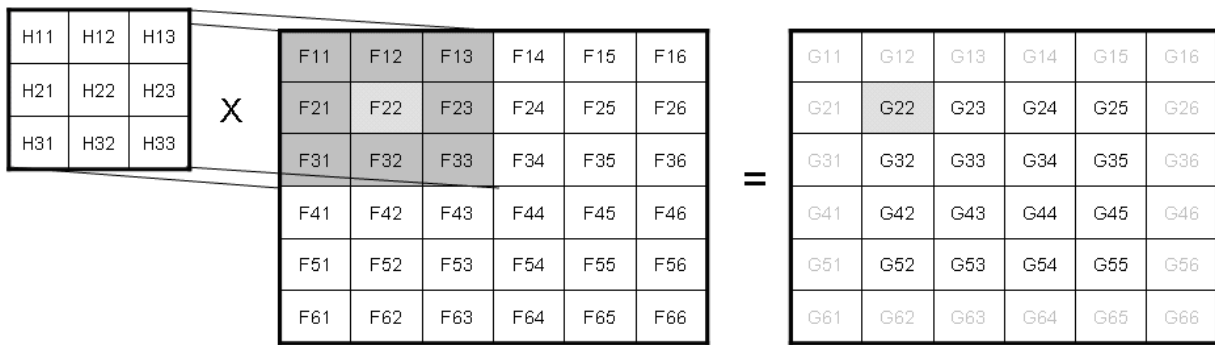 H11 H12 H13
H21 H22 H23
H31 H32 H33
X
F11 F12 F13 F14 F15 F16
F21 F22 F23 F24 F25 F26
F31 F32 F33 F34 F35 F36
F41 F42 F43 F44 F45 F46
F51 F52 F53 F54 F55 F56
F61 F62 F63 F64 F65 F66
=
G11 G12 G13 G14 G15 G16
G21 G22 G23 G24 G25 G26
G31 G32 G33 G34 G35 G36
G41 G42 G43 G44 G45 G46
G51 G52 G53 G54 G55 G56
G61 G62 G63 G64 G65 G66